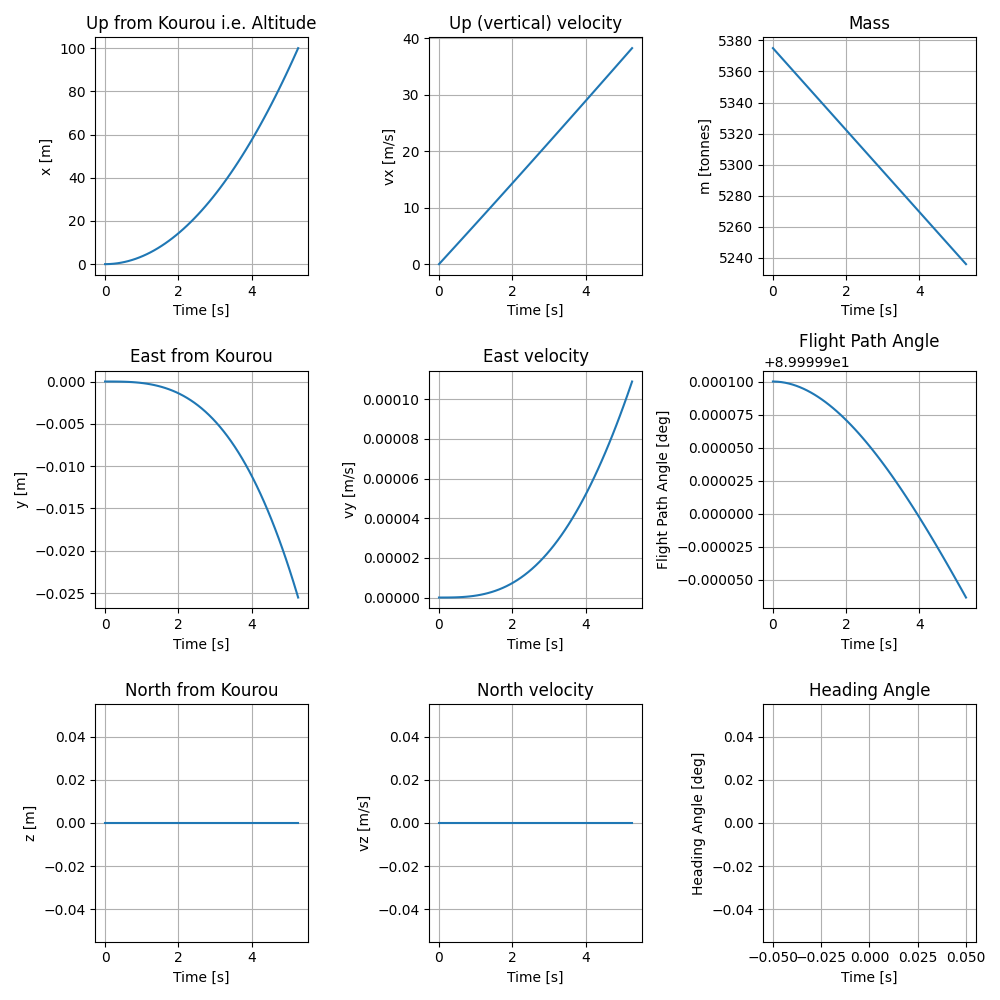 Up from Kourou i.e. Altitude
x [m]
100
80
60
40
20
0
0 2 4
Time [s]
Up (vertical) velocity
vx [m/s]
40
30
20
10
0
0 2 4
Time [s]
Mass
m [tonnes]
5380
5360
5340
5320
5300
5280
5260
5240
0 2 4
Time [s]
East from Kourou
y [m]
0.000
−0.005
−0.010
−0.015
−0.020
−0.025
0 2 4
Time [s]
East velocity
vy [m/s]
0.00010
0.00008
0.00006
0.00004
0.00002
0.00000
0 2 4
Time [s]
Flight Path Angle
+8.99999e1
Flight Path Angle [deg]
0.000100
0.000075
0.000050
0.000025
0.000000
−0.000025
−0.000050
0 2 4
Time [s]
North from Kourou
z [m]
0.04
0.02
0.00
−0.02
−0.04
0 2 4
Time [s]
North velocity
vz [m/s]
0.04
0.02
0.00
−0.02
−0.04
0 2 4
Time [s]
Heading Angle
Heading Angle [deg]
0.04
0.02
0.00
−0.02
−0.04
−0.050 −0.025 0.000 0.025 0.050
Time [s]